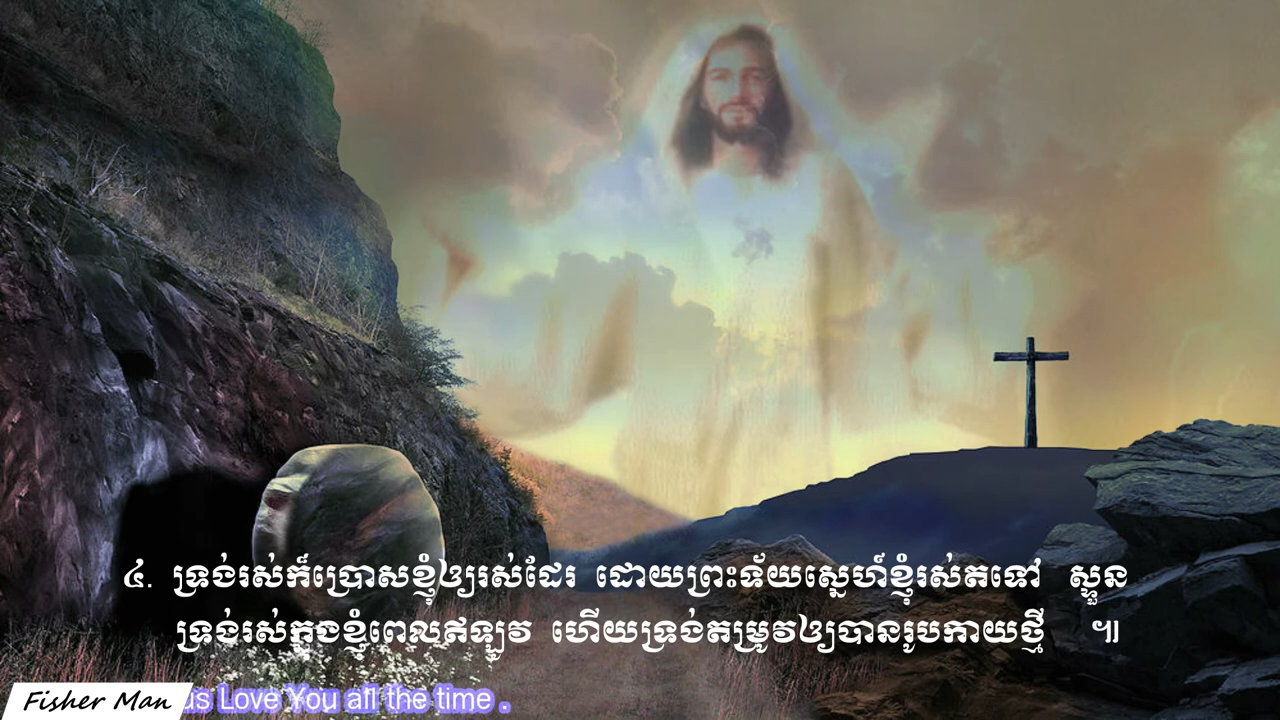 ៤. ទ្រង់រស់ក៏ប្រោសខ្ញុំឲ្យរស់ដែរ ដោយព្រះទ័យស្នេហ៍ខ្ញុំរស់តទៅ ស្ទួន
ទ្រង់រស់ក្នុងខ្ញុំពេលឥឡូវ ហើយទ្រង់តម្រូវឲ្យបានរូបកាយថ្មី ៕
Fisher Man
us Love You all the time .